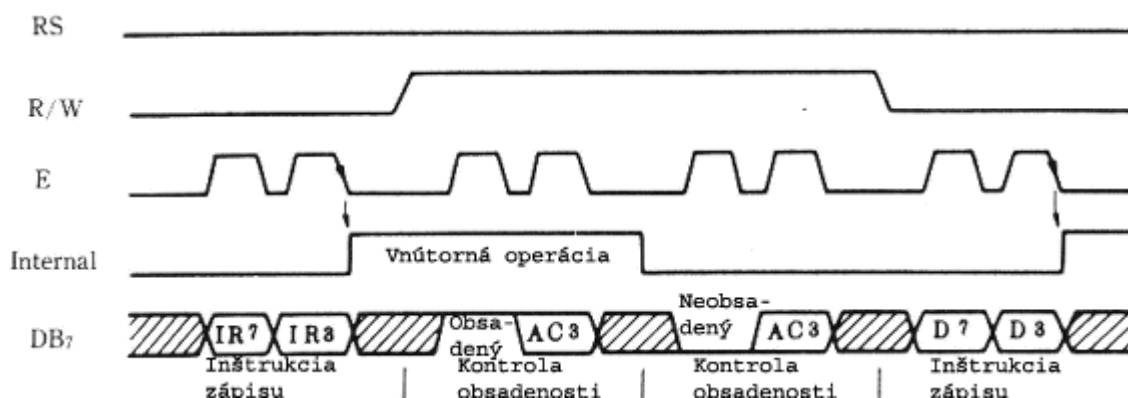 RS
R/W
E
Internal
Vnútorná operácia
DB₇
IR7
IR3
Obsa-
dený
AC3
Neobsa-
dený
AC3
D7
D3
Inštrukcia
zápisu
Kontrola
obsadenosti
Kontrola
obsadenosti
Inštrukcia
zápisu